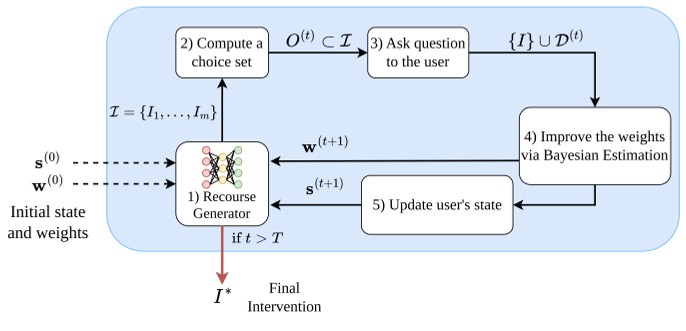 2) Compute a
choice set
O^(t) ⊂ 𝓘
3) Ask question
to the user
{I} ∪ 𝒟^(t)
𝓘 = {I_1, ..., I_m}
4) Improve the weights
via Bayesian Estimation
w^(t+1)
s^(t+1)
5) Update user's state
1) Recourse
Generator
s^(0)
w^(0)
Initial state
and weights
if t > T
I*
Final
Intervention